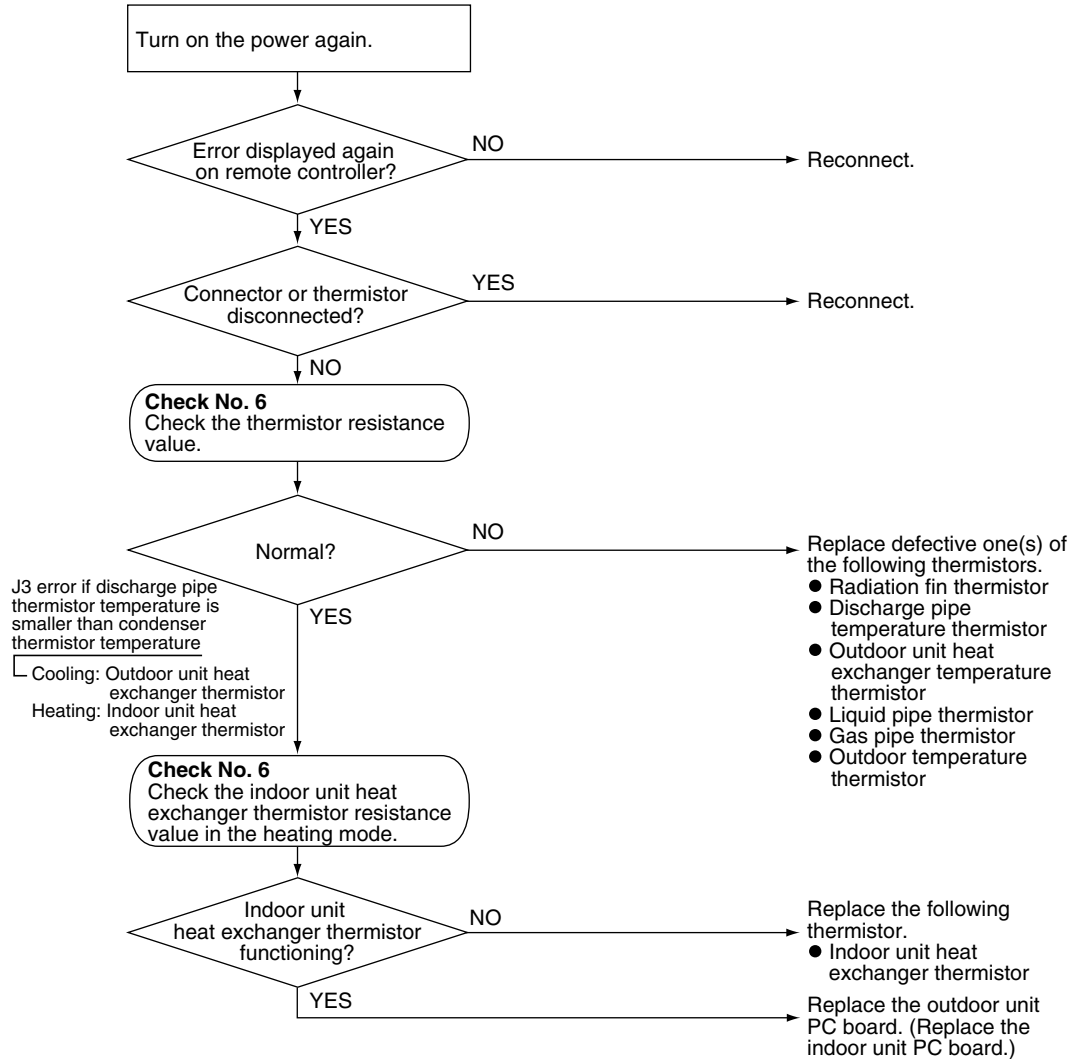 Turn on the power again.
Error displayed again
on remote controller?
NO
Reconnect.
YES
Connector or thermistor
disconnected?
YES
Reconnect.
NO
Check No. 6
Check the thermistor resistance
value.
Normal?
NO
Replace defective one(s) of
the following thermistors.
● Radiation fin thermistor
● Discharge pipe
temperature thermistor
● Outdoor unit heat
exchanger temperature
thermistor
● Liquid pipe thermistor
● Gas pipe thermistor
● Outdoor temperature
thermistor
YES
J3 error if discharge pipe
thermistor temperature is
smaller than condenser
thermistor temperature
Cooling: Outdoor unit heat
exchanger thermistor
Heating: Indoor unit heat
exchanger thermistor
Check No. 6
Check the indoor unit heat
exchanger thermistor resistance
value in the heating mode.
Indoor unit
heat exchanger thermistor
functioning?
NO
Replace the following
thermistor.
● Indoor unit heat
exchanger thermistor
YES
Replace the outdoor unit
PC board. (Replace the
indoor unit PC board.)